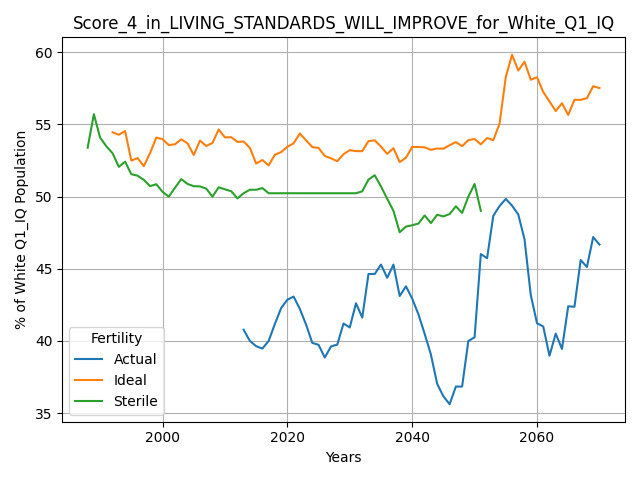 Score_4_in_LIVING_STANDARDS_WILL_IMPROVE_for_White_Q1_IQ
% of White Q1_IQ Population
60
55
50
45
40
35
Fertility
Actual
Ideal
Sterile
2000
2020
2040
2060
Years